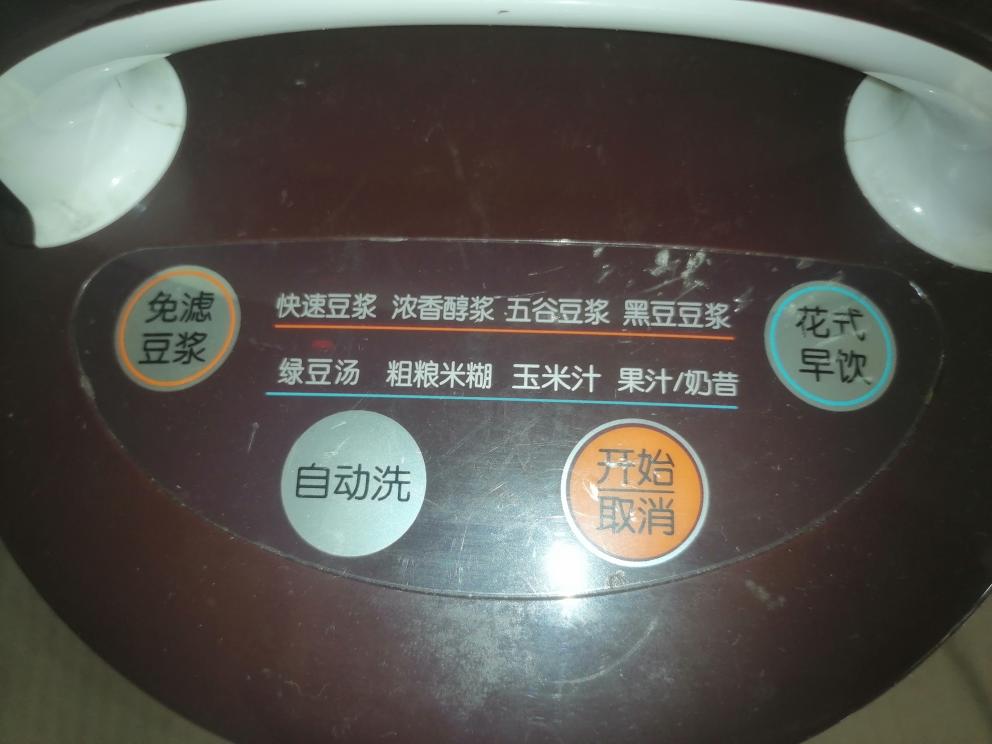 免滤
豆浆
快速豆浆 浓香醇浆 五谷豆浆 黑豆豆浆
花式
早饮
绿豆汤 粗粮米糊 玉米汁 果汁/奶昔
自动洗
开始
取消